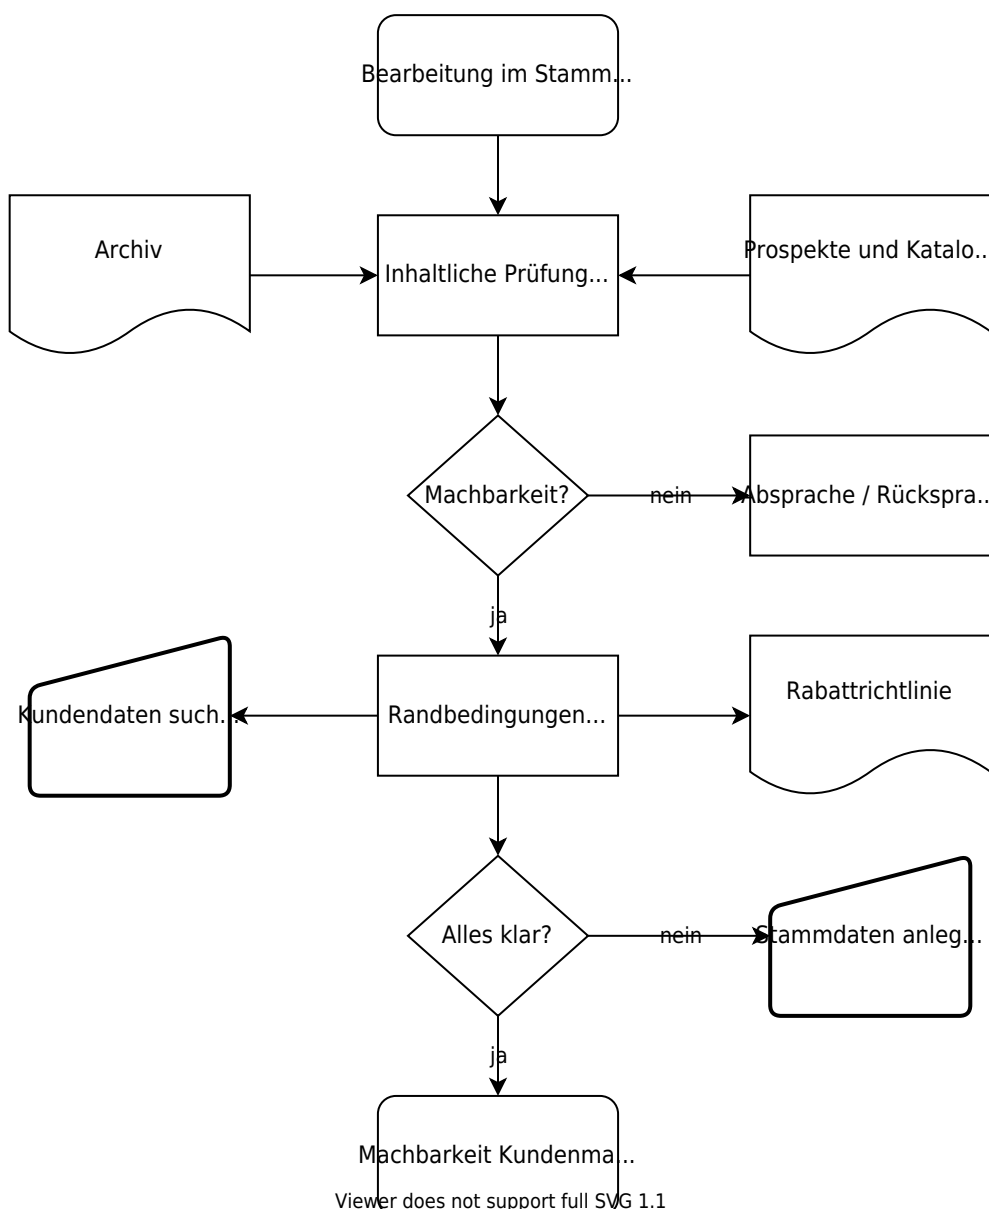 Bearbeitung im Stamm...
Archiv
Inhaltliche Prüfung...
Prospekte und Katalo...
Machbarkeit?
nein
Absprache / Rückspra...
ja
Kundendaten such...
Randbedingungen...
Rabattrichtlinie
Alles klar?
nein
Stammdaten anleg...
ja
Machbarkeit Kundenma...
Viewer does not support full SVG 1.1